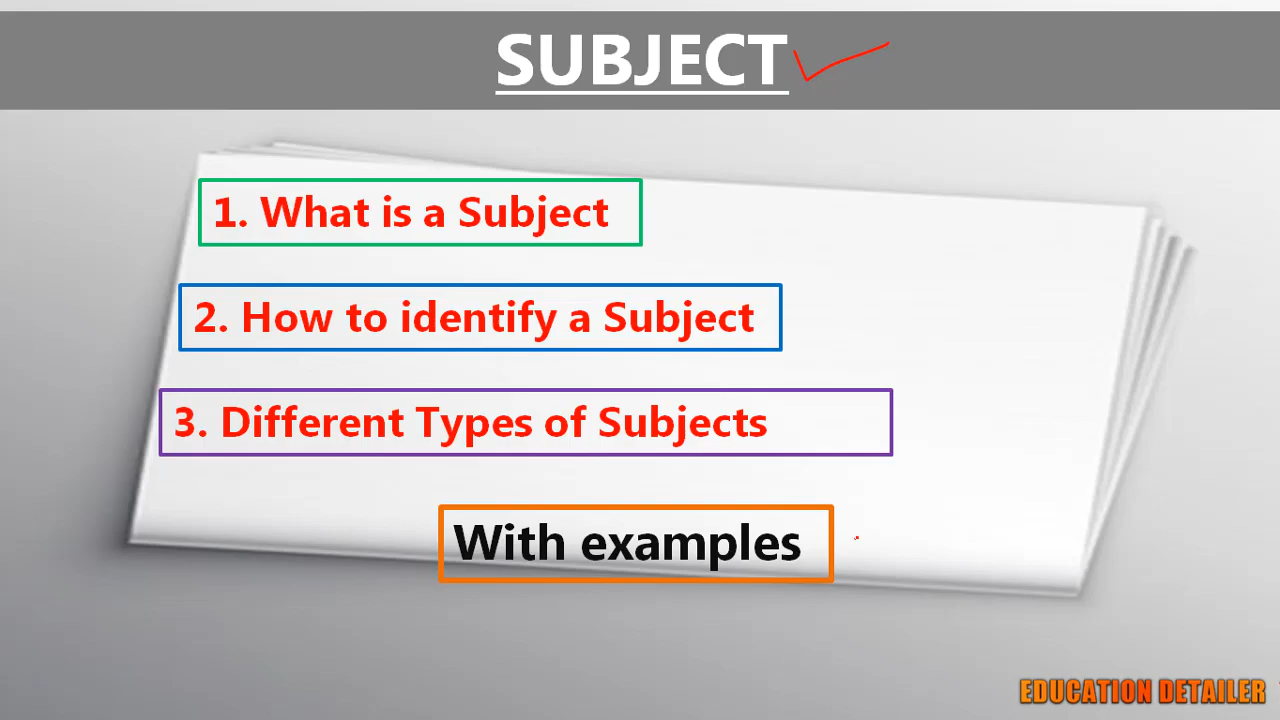 SUBJECT
1. What is a Subject
2. How to identify a Subject
3. Different Types of Subjects
With examples
EDUCATION DETAILER